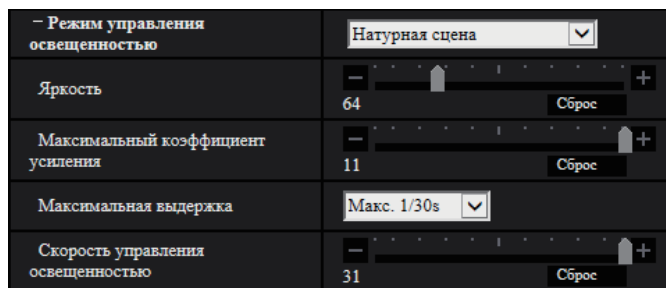 − Режим управления
освещенностью
Натурная сцена
Яркость
− +
64 Сброс
Максимальный коэффициент
усиления
− +
11 Сброс
Максимальная выдержка
Макс. 1/30s
Скорость управления
освещенностью
− +
31 Сброс